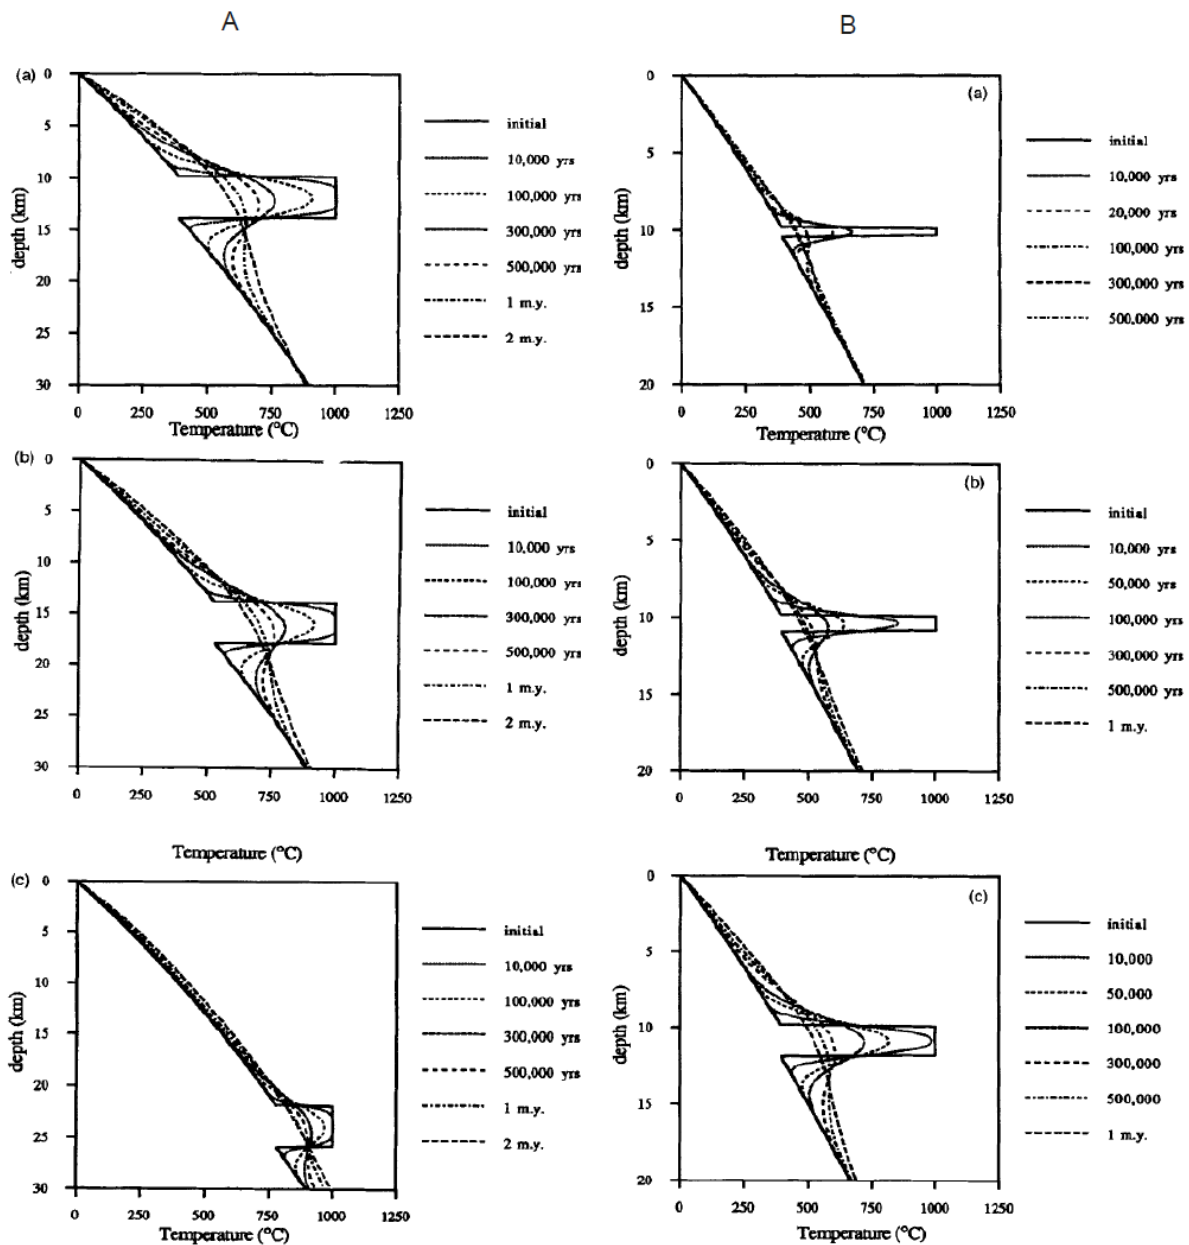 A
(a)
0
5
10
15
20
25
30
depth (km)
0 250 500 750 1000 1250
Temperature (°C)
initial
10,000 yrs
100,000 yrs
300,000 yrs
500,000 yrs
1 m.y.
2 m.y.
(b)
0
5
10
15
20
25
30
depth (km)
0 250 500 750 1000 1250
Temperature (°C)
initial
10,000 yrs
100,000 yrs
300,000 yrs
500,000 yrs
1 m.y.
2 m.y.
(c)
0
5
10
15
20
25
30
depth (km)
0 250 500 750 1000 1250
Temperature (°C)
initial
10,000 yrs
100,000 yrs
300,000 yrs
500,000 yrs
1 m.y.
2 m.y.
B
(a)
0
5
10
15
20
depth (km)
0 250 500 750 1000 1250
Temperature (°C)
initial
10,000 yrs
20,000 yrs
100,000 yrs
300,000 yrs
500,000 yrs
(b)
0
5
10
15
20
depth (km)
0 250 500 750 1000 1250
Temperature (°C)
initial
10,000 yrs
50,000 yrs
100,000 yrs
300,000 yrs
500,000 yrs
1 m.y.
(c)
0
5
10
15
20
depth (km)
0 250 500 750 1000 1250
Temperature (°C)
initial
10,000
50,000
100,000
300,000
500,000
1 m.y.